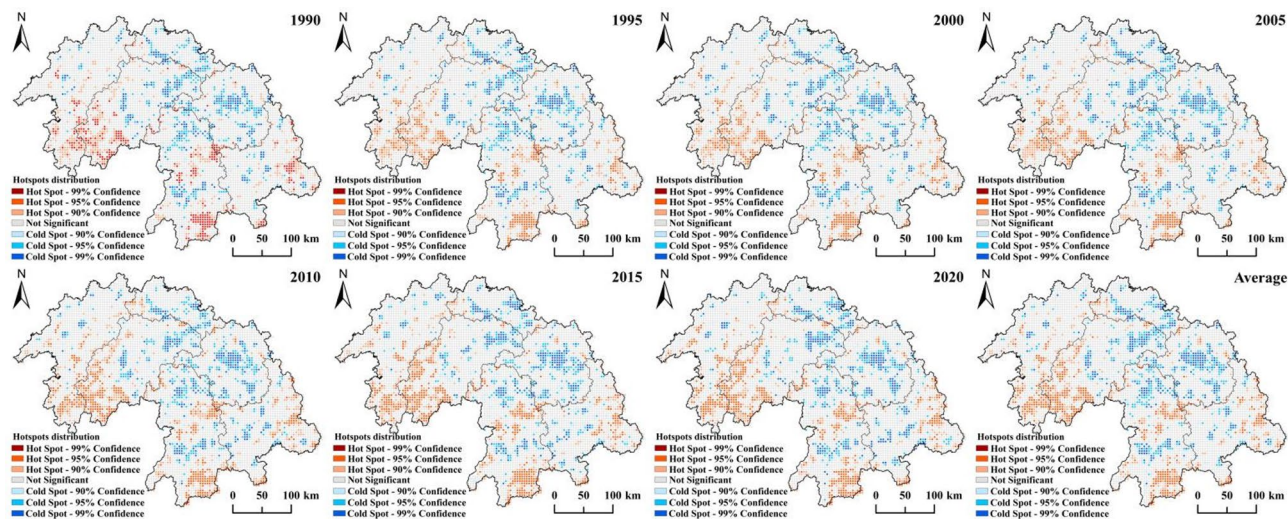 N
1990
Hotspots distribution
Hot Spot - 99% Confidence
Hot Spot - 95% Confidence
Hot Spot - 90% Confidence
Not Significant
Cold Spot - 90% Confidence
Cold Spot - 95% Confidence
Cold Spot - 99% Confidence
0 50 100 km
N
1995
Hotspots distribution
Hot Spot - 99% Confidence
Hot Spot - 95% Confidence
Hot Spot - 90% Confidence
Not Significant
Cold Spot - 90% Confidence
Cold Spot - 95% Confidence
Cold Spot - 99% Confidence
0 50 100 km
N
2000
Hotspots distribution
Hot Spot - 99% Confidence
Hot Spot - 95% Confidence
Hot Spot - 90% Confidence
Not Significant
Cold Spot - 90% Confidence
Cold Spot - 95% Confidence
Cold Spot - 99% Confidence
0 50 100 km
N
2005
Hotspots distribution
Hot Spot - 99% Confidence
Hot Spot - 95% Confidence
Hot Spot - 90% Confidence
Not Significant
Cold Spot - 90% Confidence
Cold Spot - 95% Confidence
Cold Spot - 99% Confidence
0 50 100 km
N
2010
Hotspots distribution
Hot Spot - 99% Confidence
Hot Spot - 95% Confidence
Hot Spot - 90% Confidence
Not Significant
Cold Spot - 90% Confidence
Cold Spot - 95% Confidence
Cold Spot - 99% Confidence
0 50 100 km
N
2015
Hotspots distribution
Hot Spot - 99% Confidence
Hot Spot - 95% Confidence
Hot Spot - 90% Confidence
Not Significant
Cold Spot - 90% Confidence
Cold Spot - 95% Confidence
Cold Spot - 99% Confidence
0 50 100 km
N
2020
Hotspots distribution
Hot Spot - 99% Confidence
Hot Spot - 95% Confidence
Hot Spot - 90% Confidence
Not Significant
Cold Spot - 90% Confidence
Cold Spot - 95% Confidence
Cold Spot - 99% Confidence
0 50 100 km
N
Average
Hotspots distribution
Hot Spot - 99% Confidence
Hot Spot - 95% Confidence
Hot Spot - 90% Confidence
Not Significant
Cold Spot - 90% Confidence
Cold Spot - 95% Confidence
Cold Spot - 99% Confidence
0 50 100 km